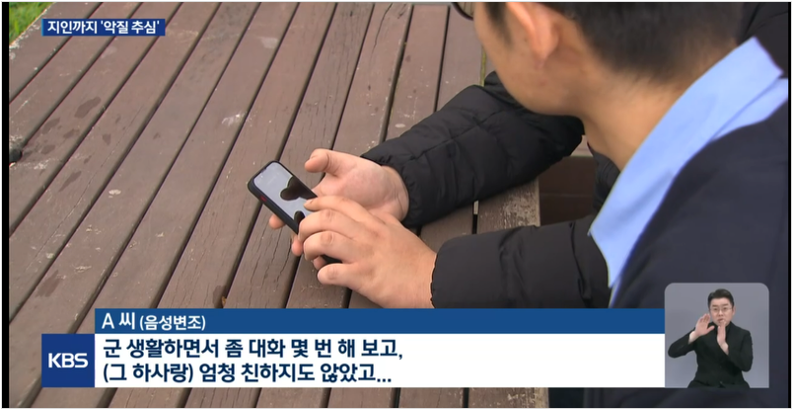 지인까지 '악질 추심'
A 씨 (음성변조)
KBS
군 생활하면서 좀 대화 몇 번 해 보고,
(그 하사랑) 엄청 친하지도 않았고...